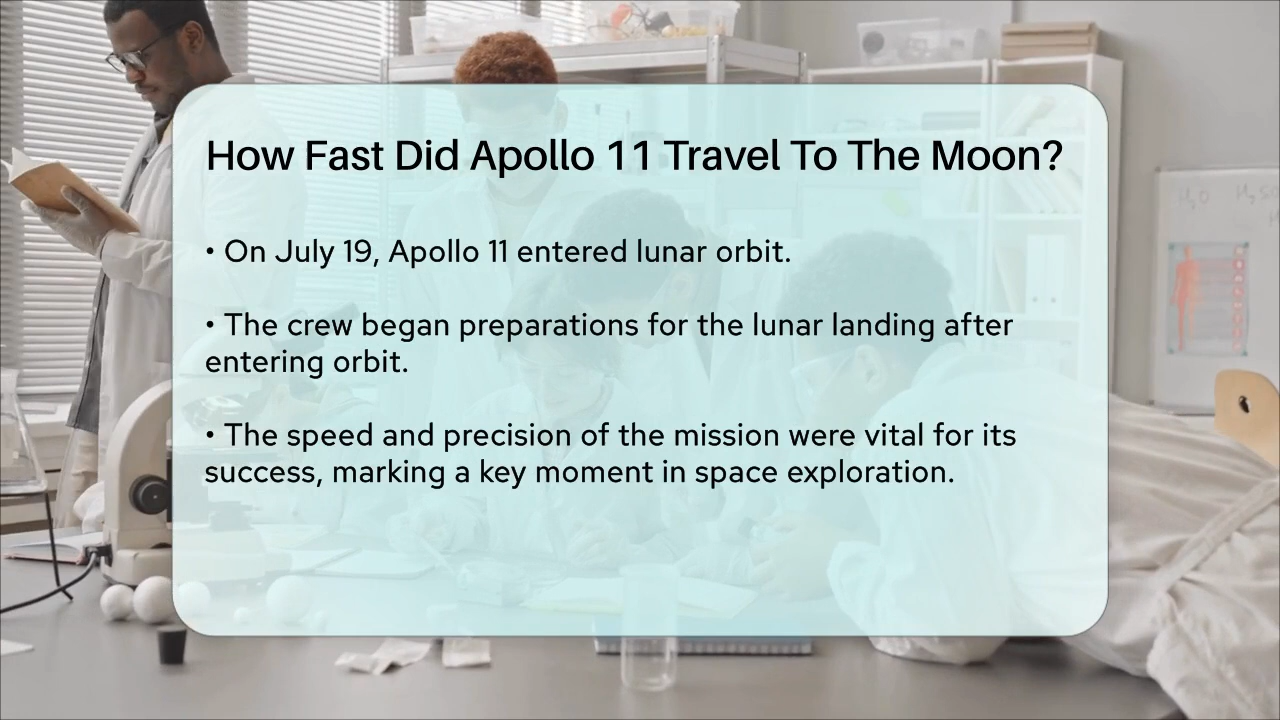 How Fast Did Apollo 11 Travel To The Moon?
• On July 19, Apollo 11 entered lunar orbit.
• The crew began preparations for the lunar landing after
entering orbit.
• The speed and precision of the mission were vital for its
success, marking a key moment in space exploration.
H₂O